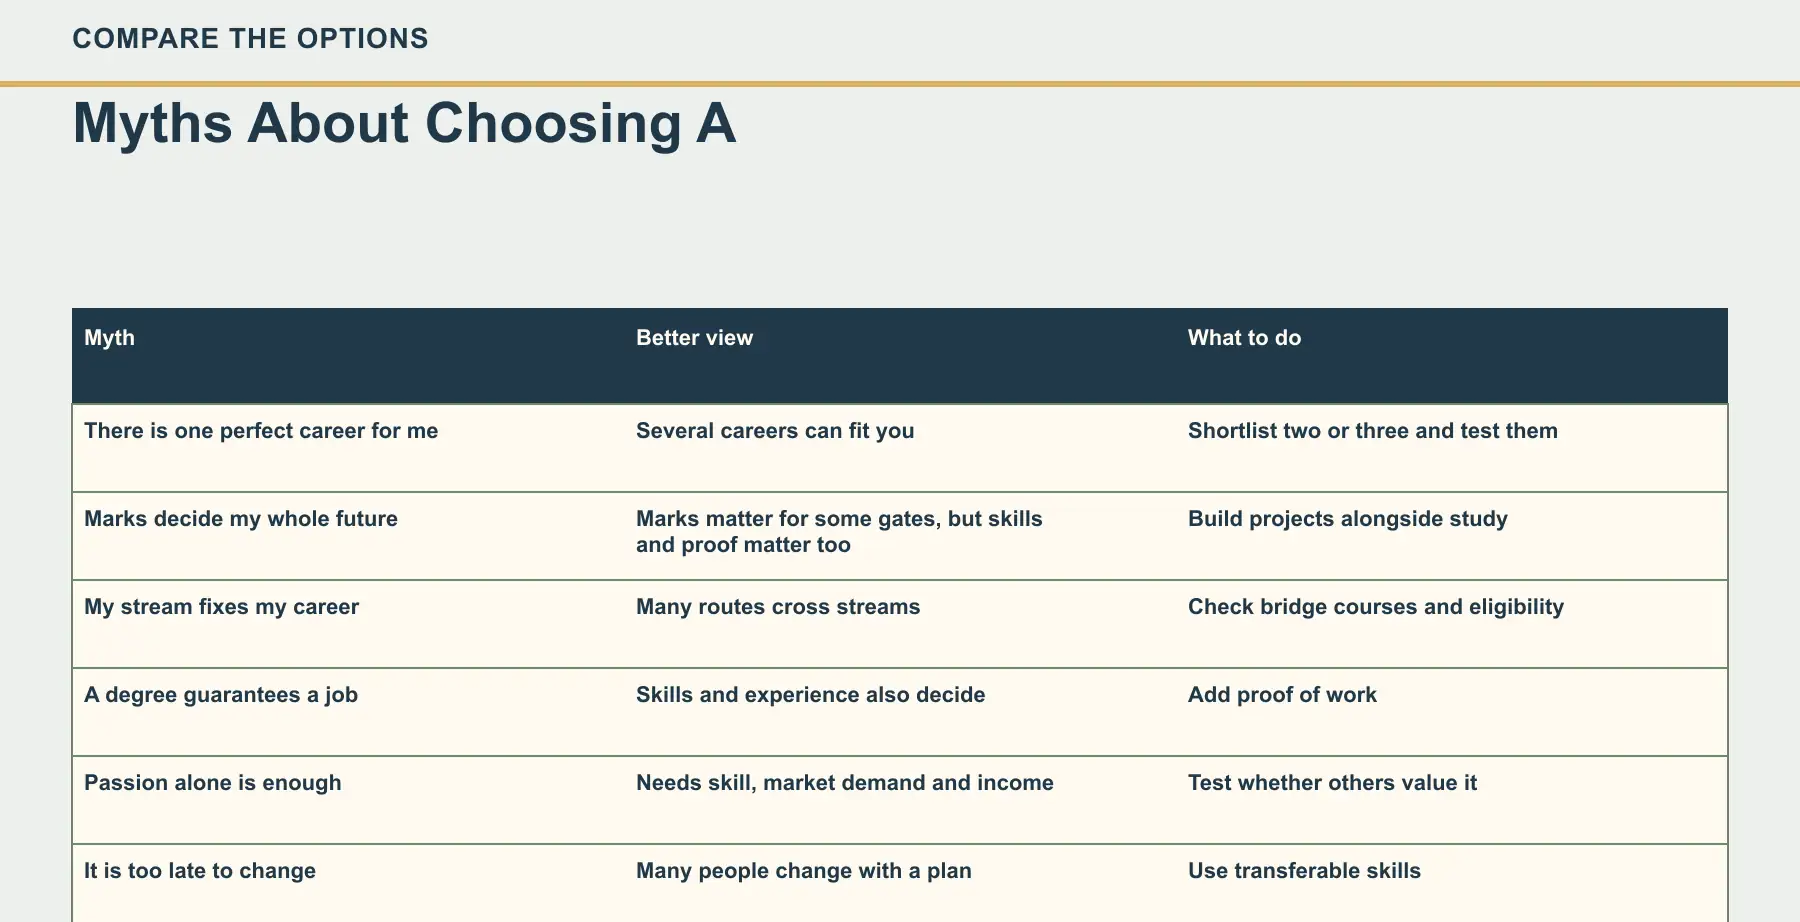 COMPARE THE OPTIONS
Myths About Choosing A
Myth Better view What to do
There is one perfect career for me Several careers can fit you Shortlist two or three and test them
Marks decide my whole future Marks matter for some gates, but skills Build projects alongside study
and proof matter too
My stream fixes my career Many routes cross streams Check bridge courses and eligibility
A degree guarantees a job Skills and experience also decide Add proof of work
Passion alone is enough Needs skill, market demand and income Test whether others value it
It is too late to change Many people change with a plan Use transferable skills